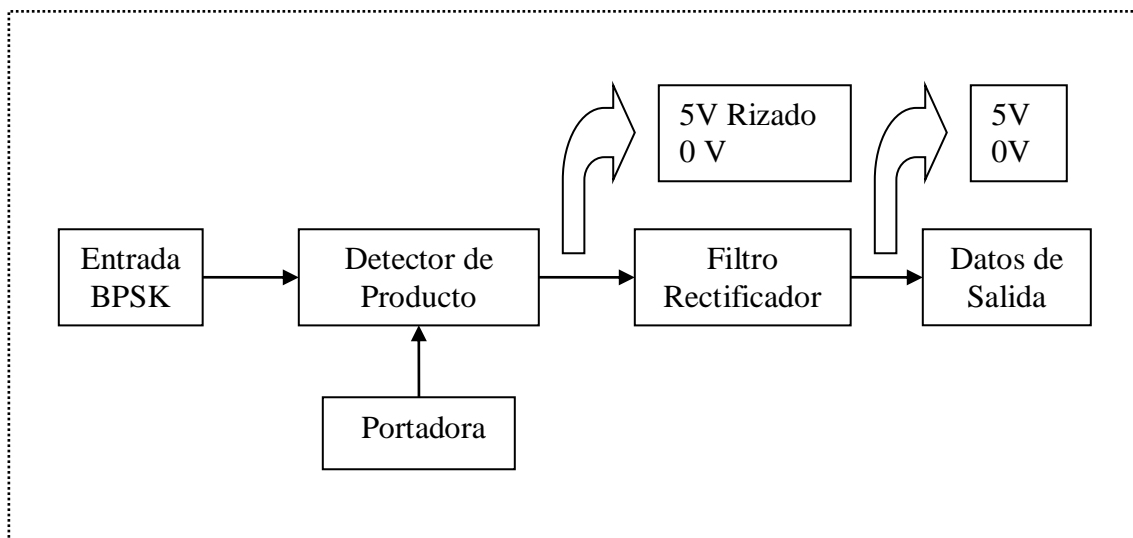 5V Rizado
0 V
5V
0V
Entrada
BPSK
Detector de
Producto
Filtro
Rectificador
Datos de
Salida
Portadora